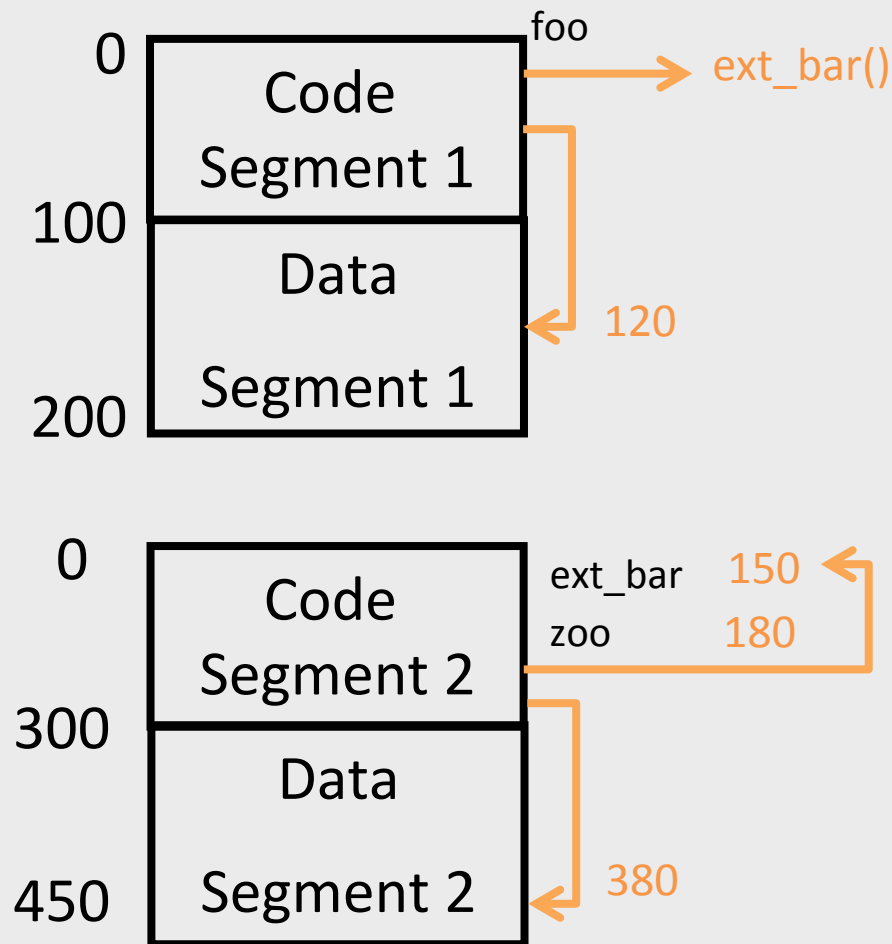 foo
0
ext_bar()
Code
Segment 1
100
Data
120
Segment 1
200
0
ext_bar 150
Code
zoo 180
Segment 2
300
Data
380
Segment 2
450